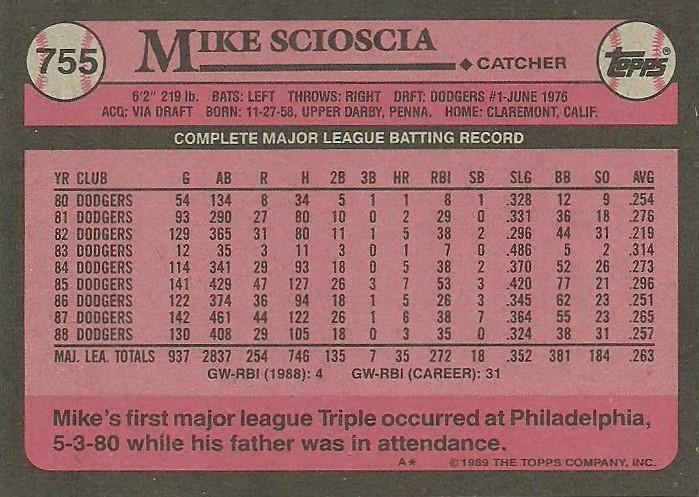 755 MIKE SCIOSCIA topps®
◆ CATCHER
6'2" 219 lb. BATS: LEFT THROWS: RIGHT DRFT: DODGERS #1-JUNE 1976
ACQ: VIA DRAFT BORN: 11-27-58, UPPER DARBY, PENNA. HOME: CLAREMONT, CALIF.
COMPLETE MAJOR LEAGUE BATTING RECORD
YR CLUB G AB R H 2B 3B HR RBI SB SLG BB SO AVG
80 DODGERS 54 134 8 34 5 1 1 8 1 .328 12 9 .254
81 DODGERS 93 290 27 80 10 0 2 29 0 .331 36 18 .276
82 DODGERS 129 365 31 80 11 1 5 38 2 .296 44 31 .219
83 DODGERS 12 35 3 11 3 0 1 7 0 .486 5 2 .314
84 DODGERS 114 341 29 93 18 0 5 38 2 .370 52 26 .273
85 DODGERS 141 429 47 127 26 3 7 53 3 .420 77 21 .296
86 DODGERS 122 374 36 94 18 1 5 26 3 .345 62 23 .251
87 DODGERS 142 461 44 122 26 1 6 38 7 .364 55 23 .265
88 DODGERS 130 408 29 105 18 0 3 35 0 .324 38 31 .257
MAJ. LEA. TOTALS 937 2837 254 746 135 7 35 272 18 .352 381 184 .263
GW-RBI (1988): 4 GW-RBI (CAREER): 31
Mike's first major league Triple occurred at Philadelphia,
5-3-80 while his father was in attendance.
A* ©1989 THE TOPPS COMPANY, INC.